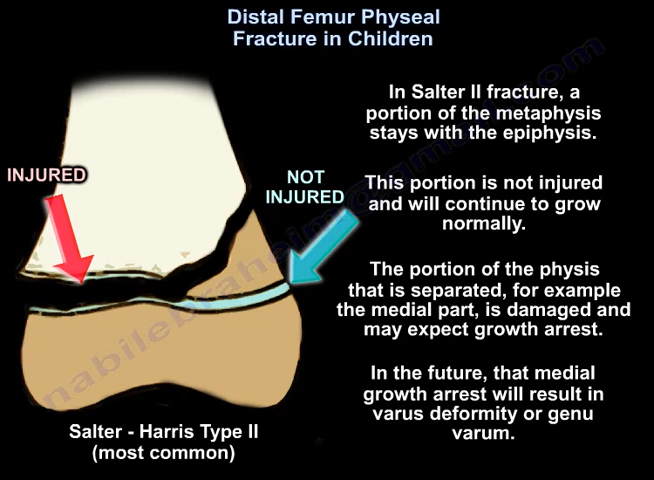 Distal Femur Physeal
Fracture in Children
In Salter II fracture, a
portion of the metaphysis
stays with the epiphysis.
INJURED
NOT
INJURED
This portion is not injured
and will continue to grow
normally.
The portion of the physis
that is separated, for example
the medial part, is damaged and
may expect growth arrest.
In the future, that medial
growth arrest will result in
varus deformity or genu
varum.
Salter - Harris Type II
(most common)